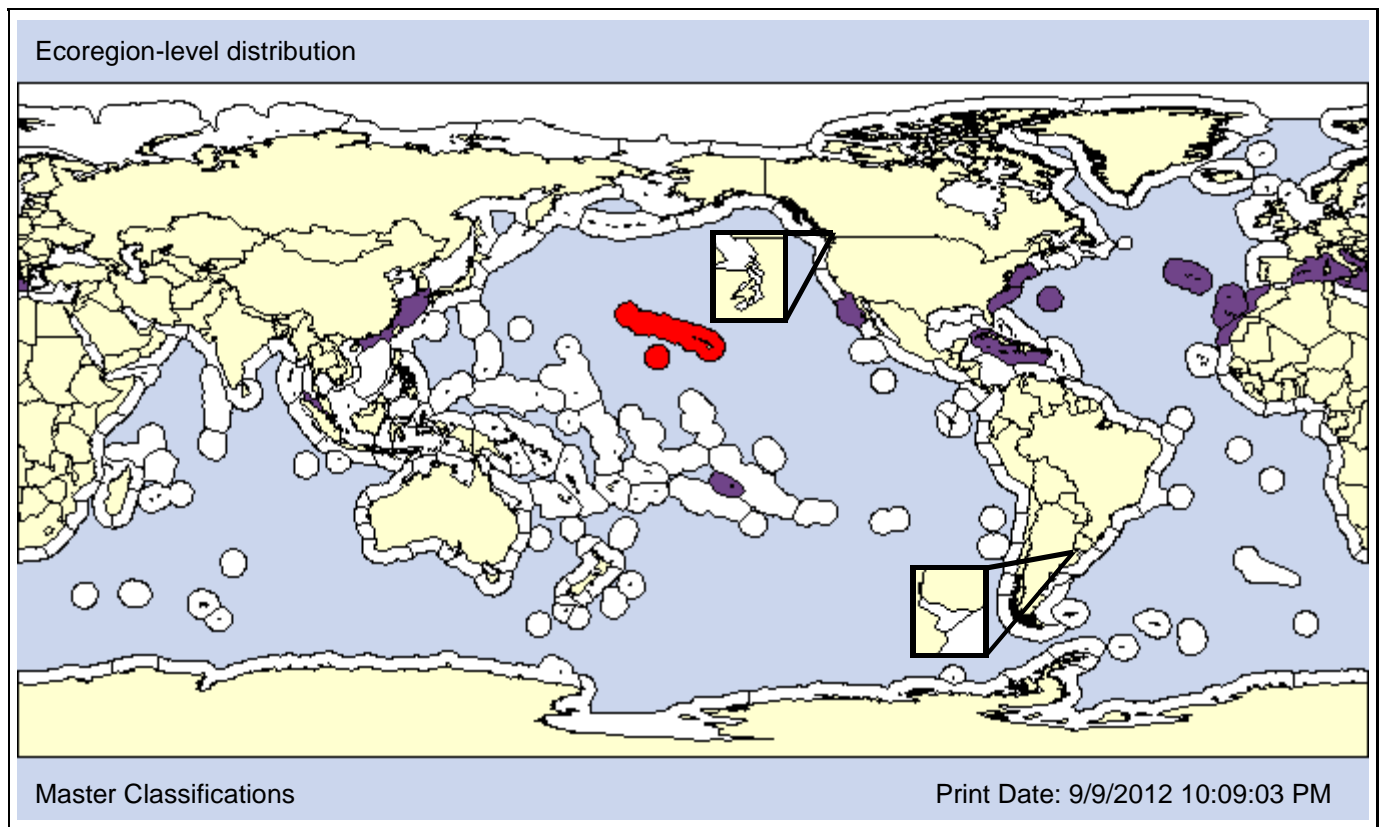 Ecoregion-level distribution
Master Classifications
Print Date: 9/9/2012 10:09:03 PM